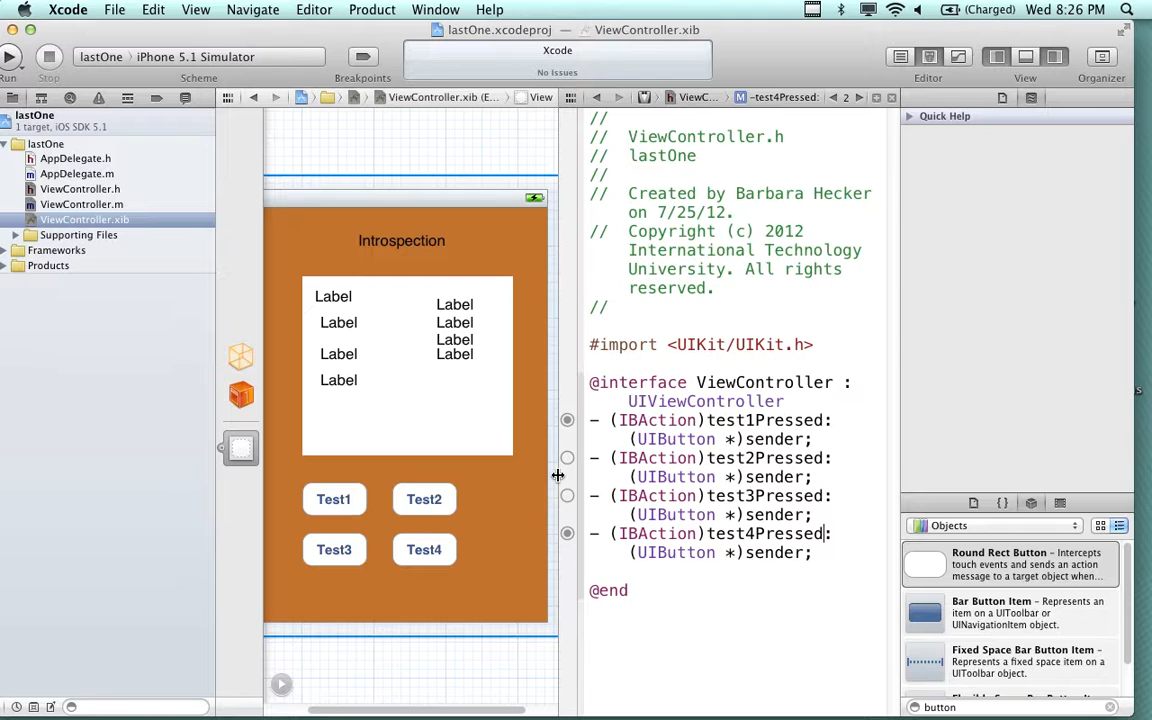 Xcode File Edit View Navigate Editor Product Window Help (Charged) Wed 8:26 PM
lastOne.xcodeproj — ViewController.xib
lastOne iPhone 5.1 Simulator
Xcode
No Issues
Run Stop Scheme Breakpoints Editor View Organizer
ViewController.xib (E... View ViewC... M -test4Pressed: 2
lastOne
1 target, iOS SDK 5.1
lastOne
AppDelegate.h
AppDelegate.m
ViewController.h
ViewController.m
ViewController.xib
Supporting Files
Frameworks
Products
Introspection
Label
Label
Label
Label
Label
Label
Label
Label
Test1 Test2
Test3 Test4
//
// ViewController.h
// lastOne
//
// Created by Barbara Hecker
on 7/25/12.
// Copyright (c) 2012
International Technology
University. All rights
reserved.
//
#import <UIKit/UIKit.h>
@interface ViewController :
UIViewController
- (IBAction)test1Pressed:
(UIButton *)sender;
- (IBAction)test2Pressed:
(UIButton *)sender;
- (IBAction)test3Pressed:
(UIButton *)sender;
- (IBAction)test4Pressed:
(UIButton *)sender;
@end
Quick Help
{}
Objects
Round Rect Button – Intercepts
touch events and sends an action
message to a target object when...
Bar Button Item – Represents an
item on a UIToolbar or
UINavigationItem object.
Fixed Space Bar Button Item –
Represents a fixed space item on a
UIToolbar object.
button